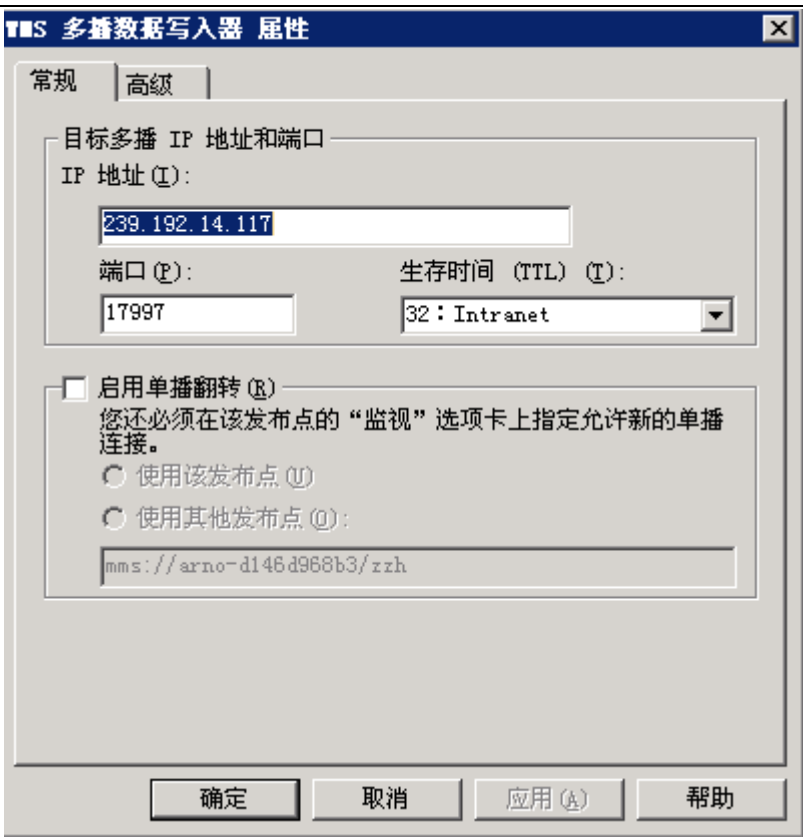 WMS 多播数据写入器 属性
常规
高级
目标多播 IP 地址和端口
IP 地址(I):
239.192.14.117
端口(P):
生存时间 (TTL) (T):
17997
32：Intranet
启用单播翻转(R)
您还必须在该发布点的“监视”选项卡上指定允许新的单播
连接。
使用该发布点(U)
使用其他发布点(O):
mms://arno-d146d968b3/zzh
确定
取消
应用(A)
帮助